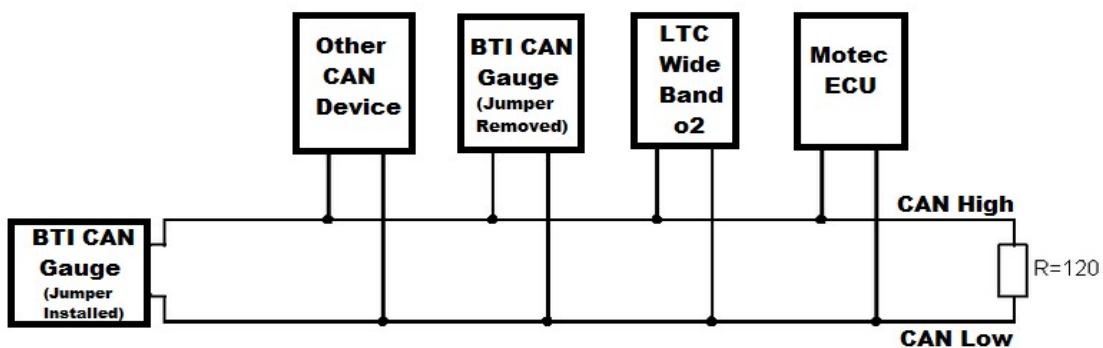 Other
CAN
Device
BTI CAN
Gauge
(Jumper
Removed)
LTC
Wide
Band
o2
Motec
ECU
CAN High
BTI CAN
Gauge
(Jumper
Installed)
R=120
CAN Low